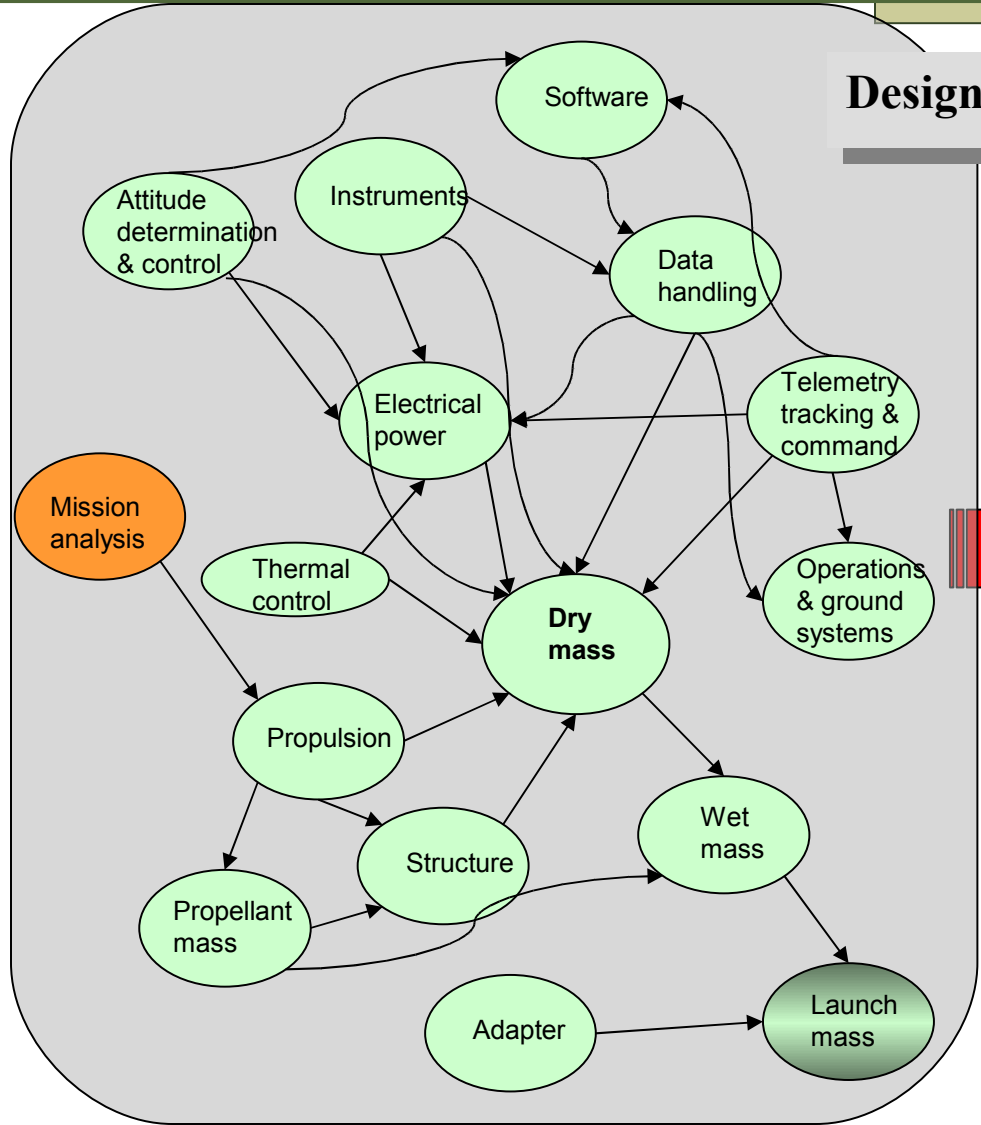 Design
Software
Instruments
Attitude
determination
& control
Data
handling
Telemetry
tracking &
command
Electrical
power
Mission
analysis
Thermal
control
Operations
& ground
systems
Dry
mass
Propulsion
Wet
mass
Structure
Propellant
mass
Launch
mass
Adapter